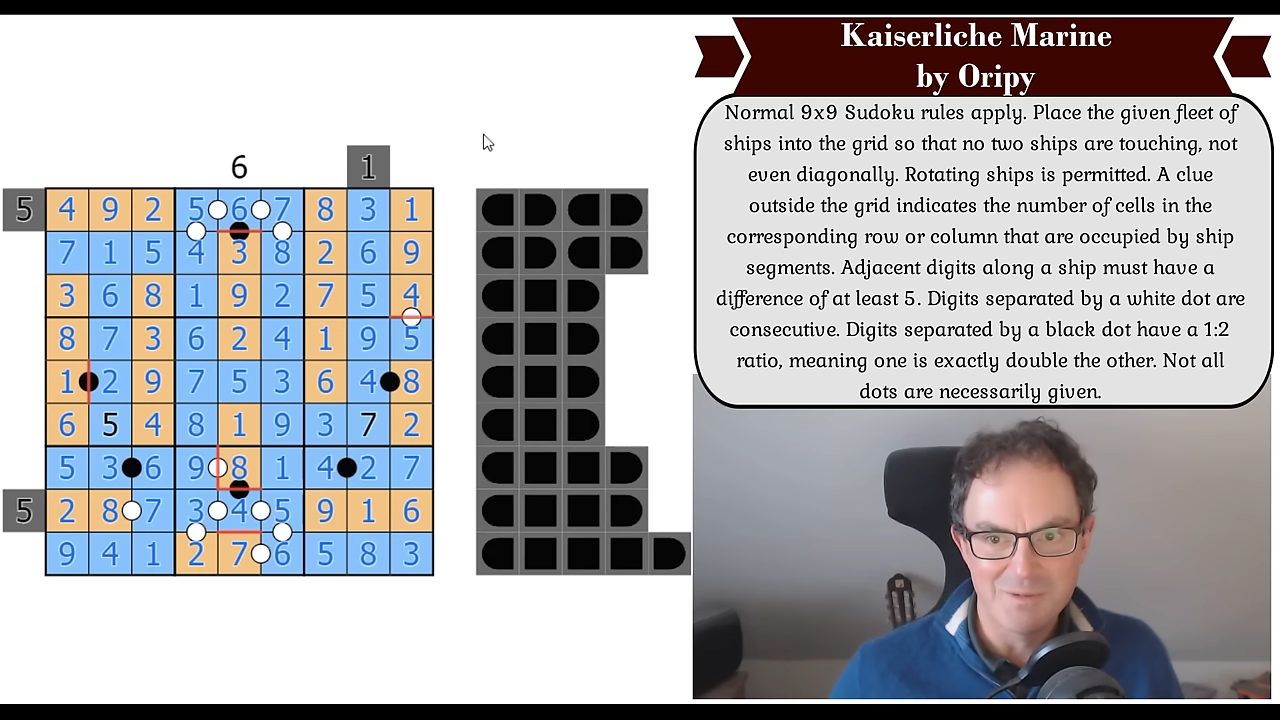 Kaiserliche Marine
by Oripy
Normal 9x9 Sudoku rules apply. Place the given fleet of
ships into the grid so that no two ships are touching, not
even diagonally. Rotating ships is permitted. A clue
outside the grid indicates the number of cells in the
corresponding row or column that are occupied by ship
segments. Adjacent digits along a ship must have a
difference of at least 5. Digits separated by a white dot are
consecutive. Digits separated by a black dot have a 1:2
ratio, meaning one is exactly double the other. Not all
dots are necessarily given.
6 1
5 4 9 2 5 6 7 8 3 1
7 1 5 4 3 8 2 6 9
3 6 8 1 9 2 7 5 4
8 7 3 6 2 4 1 9 5
1 2 9 7 5 3 6 4 8
6 5 4 8 1 9 3 7 2
5 3 6 9 8 1 4 2 7
5 2 8 7 3 4 5 9 1 6
9 4 1 2 7 6 5 8 3